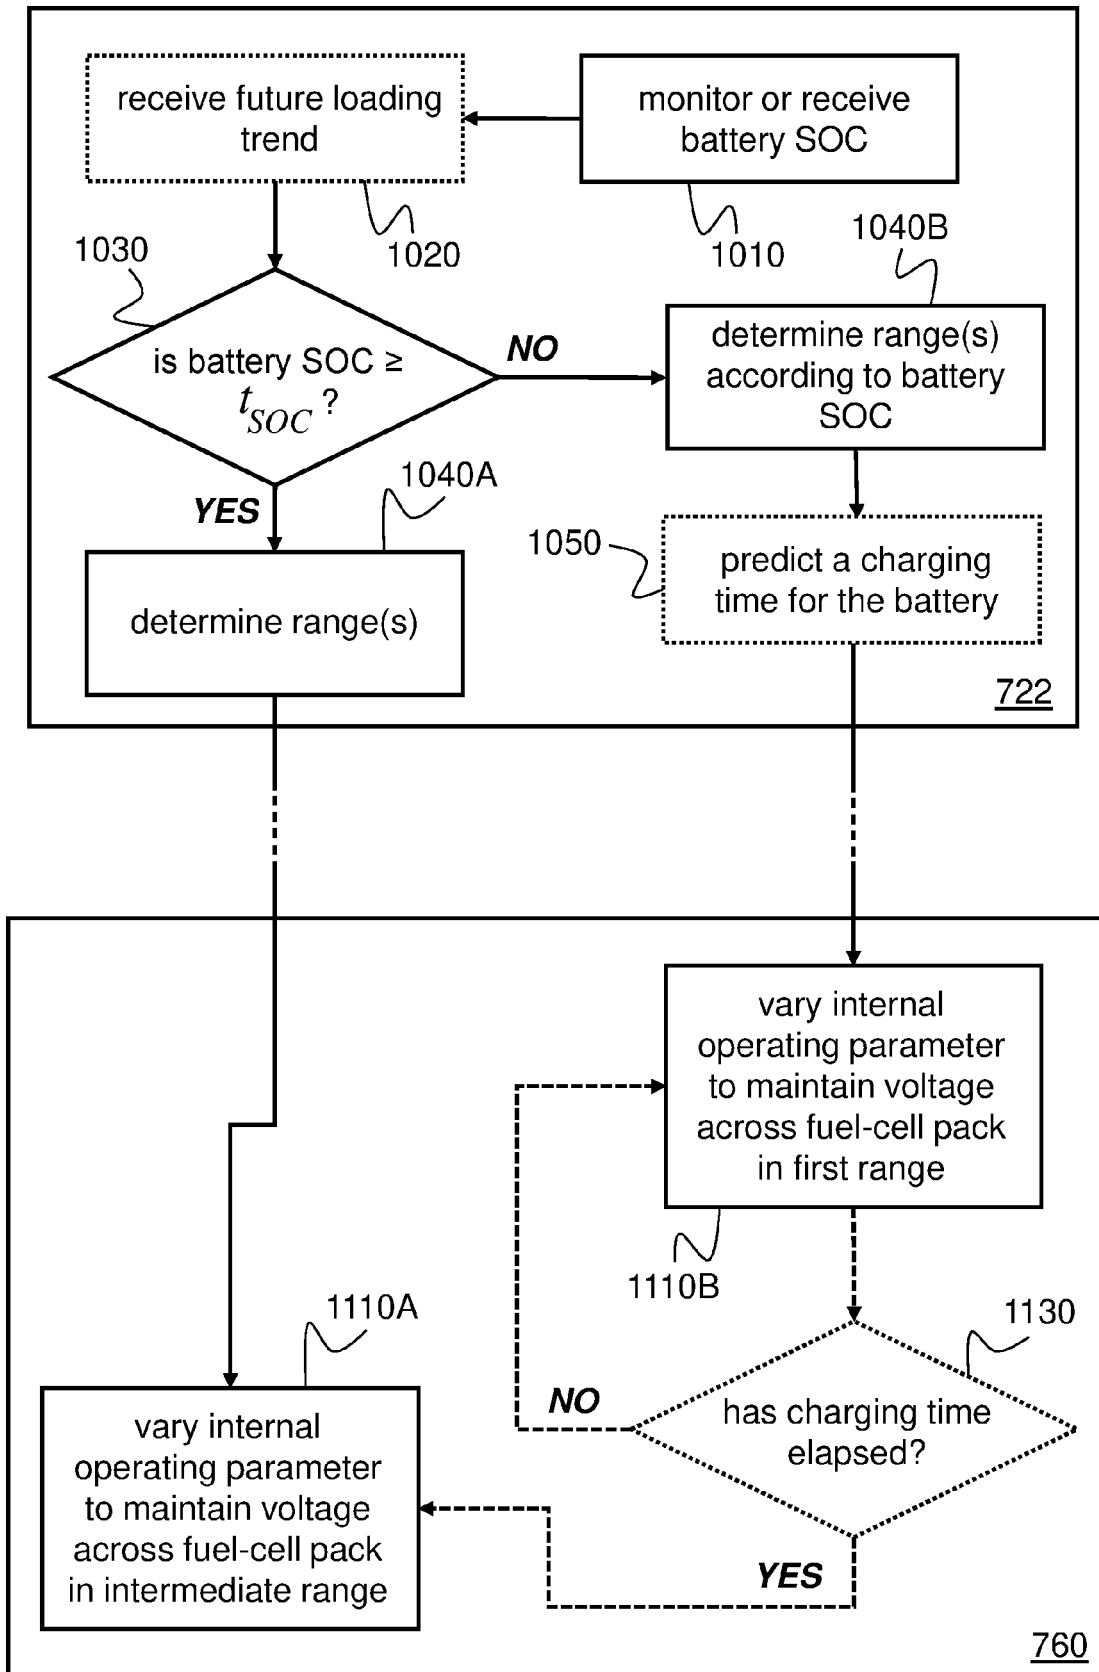 receive future loading
trend
monitor or receive
battery SOC
1020
1010
1030
1040B
is battery SOC ≥
tSOC ?
NO
determine range(s)
according to battery
SOC
YES
1040A
1050
predict a charging
time for the battery
determine range(s)
722
vary internal
operating parameter
to maintain voltage
across fuel-cell pack
in first range
1110B
1110A
1130
vary internal
operating parameter
to maintain voltage
across fuel-cell pack
in intermediate range
NO
has charging time
elapsed?
YES
760